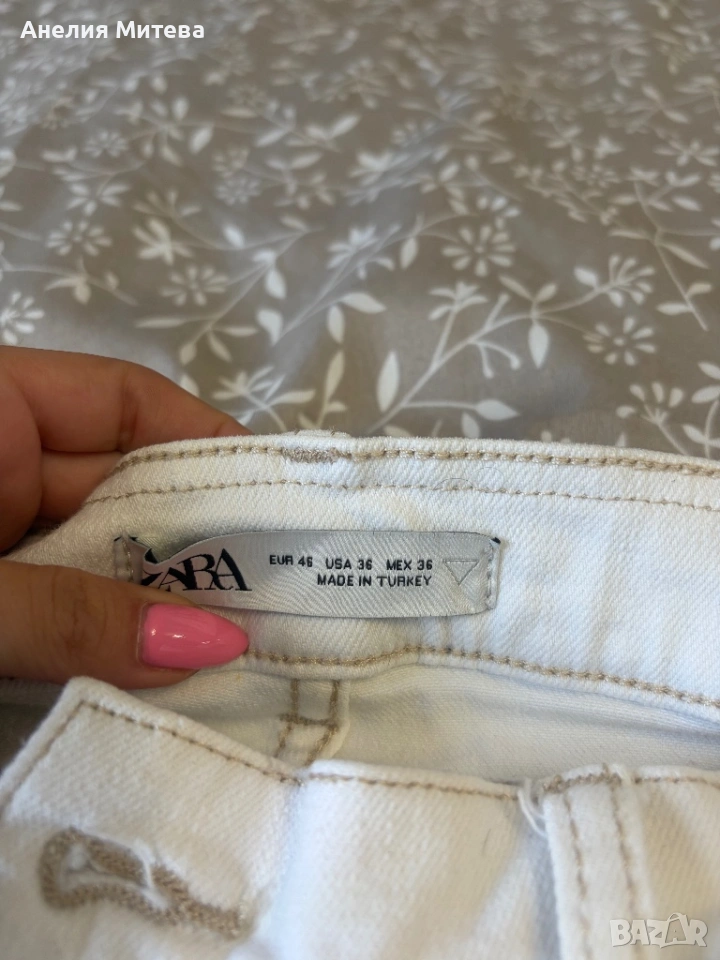 Анелия Митева
ZARA
EUR 46 USA 36 MEX 36
MADE IN TURKEY
BAZAR